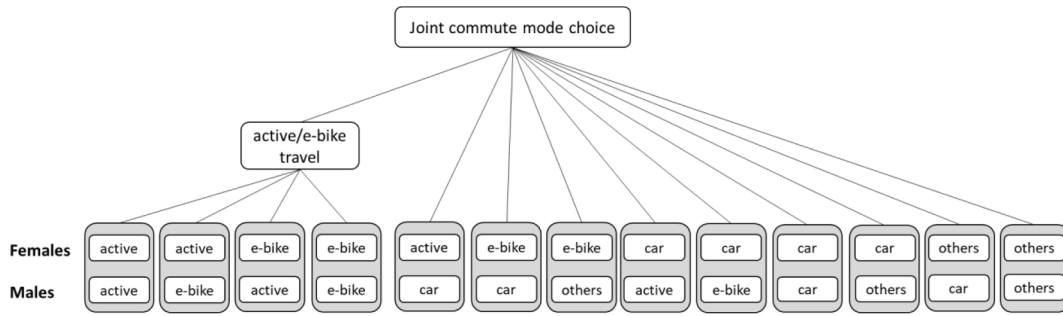 Joint commute mode choice
active/e-bike
travel
Females active active e-bike e-bike active e-bike e-bike car car car car others others
Males active e-bike active e-bike car car others active e-bike car others car others